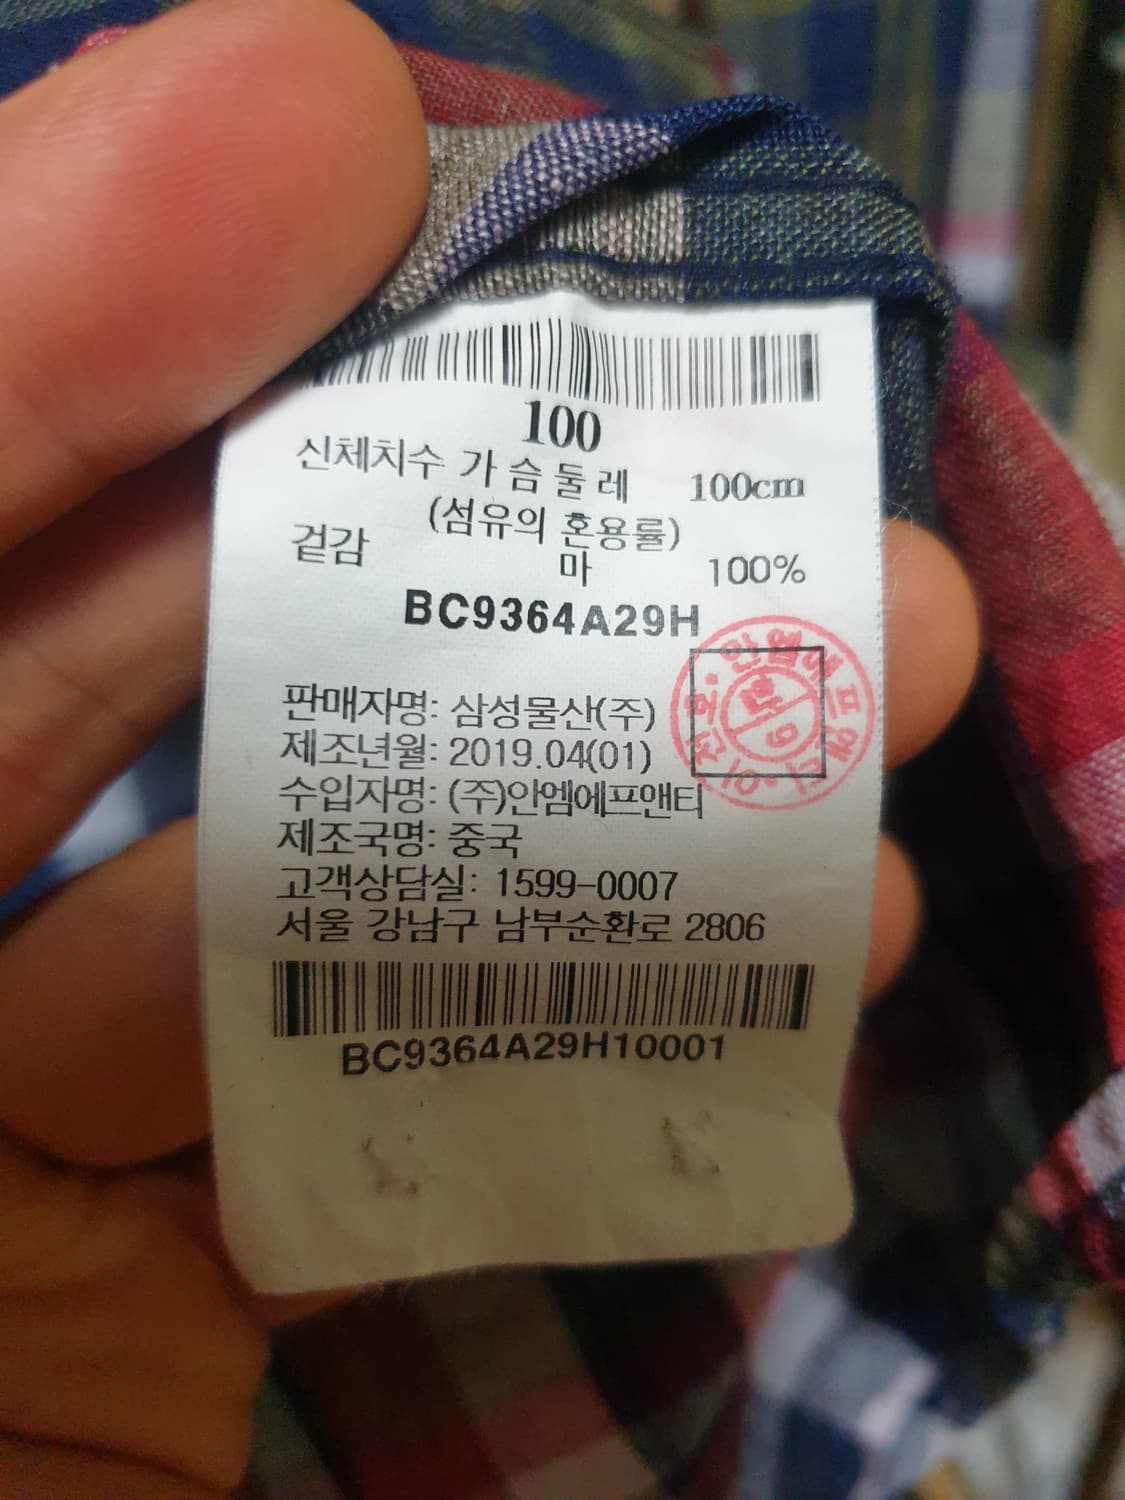 100
신체치수 가슴둘레 100cm
(섬유의 혼용률)
겉감 마 100%
BC9364A29H
판매자명: 삼성물산(주)
제조년월: 2019.04(01)
수입자명: (주)안엠에프앤티
제조국명: 중국
고객상담실: 1599-0007
서울 강남구 남부순환로 2806
BC9364A29H10001